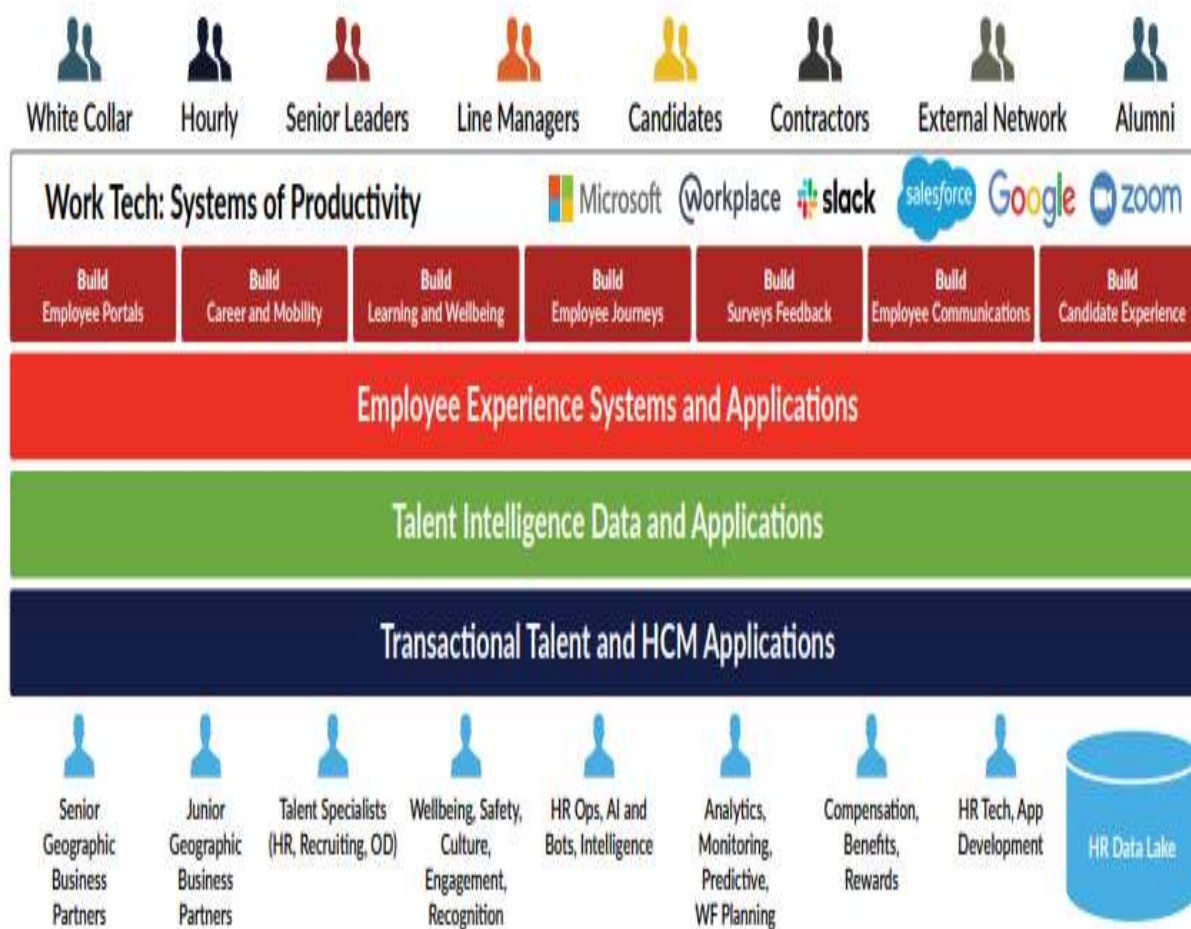 White Collar
Hourly
Senior Leaders
Line Managers
Candidates
Contractors
External Network
Alumni
Work Tech: Systems of Productivity
Microsoft
Workplace
slack
salesforce
Google
zoom
Build
Employee Portals
Build
Career and Mobility
Build
Learning and Wellbeing
Build
Employee Journeys
Build
Surveys Feedback
Build
Employee Communications
Build
Candidate Experience
Employee Experience Systems and Applications
Talent Intelligence Data and Applications
Transactional Talent and HCM Applications
Senior
Geographic
Business
Partners
Junior
Geographic
Business
Partners
Talent Specialists
(HR, Recruiting, OD)
Wellbeing, Safety,
Culture,
Engagement,
Recognition
HR Ops, AI and
Bots, Intelligence
Analytics,
Monitoring,
Predictive,
WF Planning
Compensation,
Benefits,
Rewards
HR Tech, App
Development
HR Data Lake